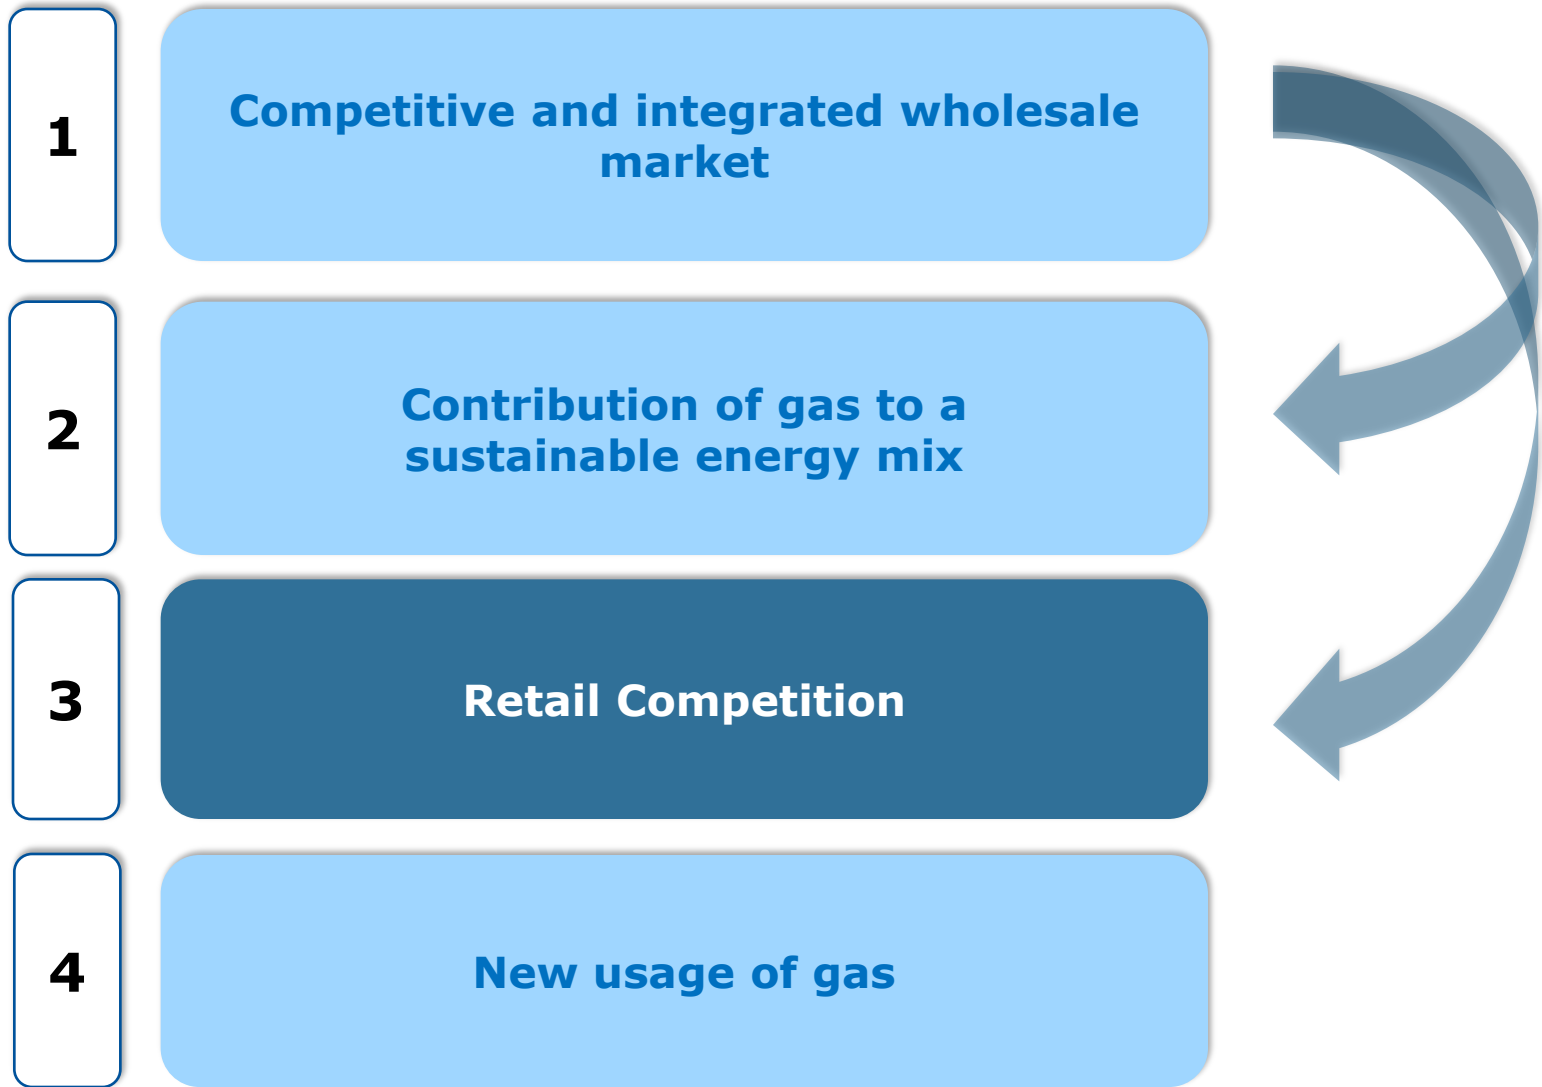 1
Competitive and integrated wholesale
market
2
Contribution of gas to a
sustainable energy mix
3
Retail Competition
4
New usage of gas